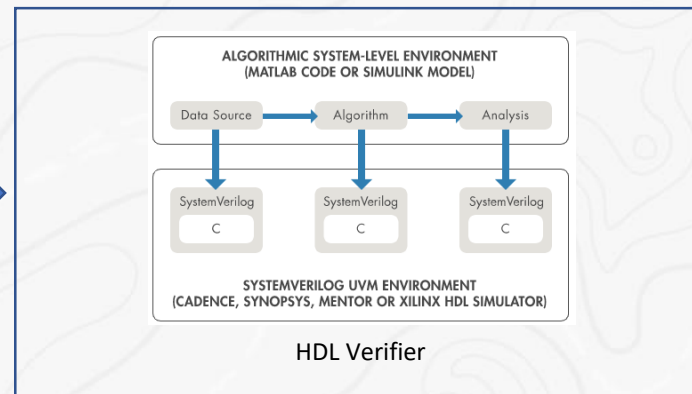 ALGORITHMIC SYSTEM-LEVEL ENVIRONMENT
(MATLAB CODE OR SIMULINK MODEL)
Data Source
Algorithm
Analysis
SystemVerilog
C
SystemVerilog
C
SystemVerilog
C
SYSTEMVERILOG UVM ENVIRONMENT
(CADENCE, SYNOPSYS, MENTOR OR XILINX HDL SIMULATOR)
HDL Verifier